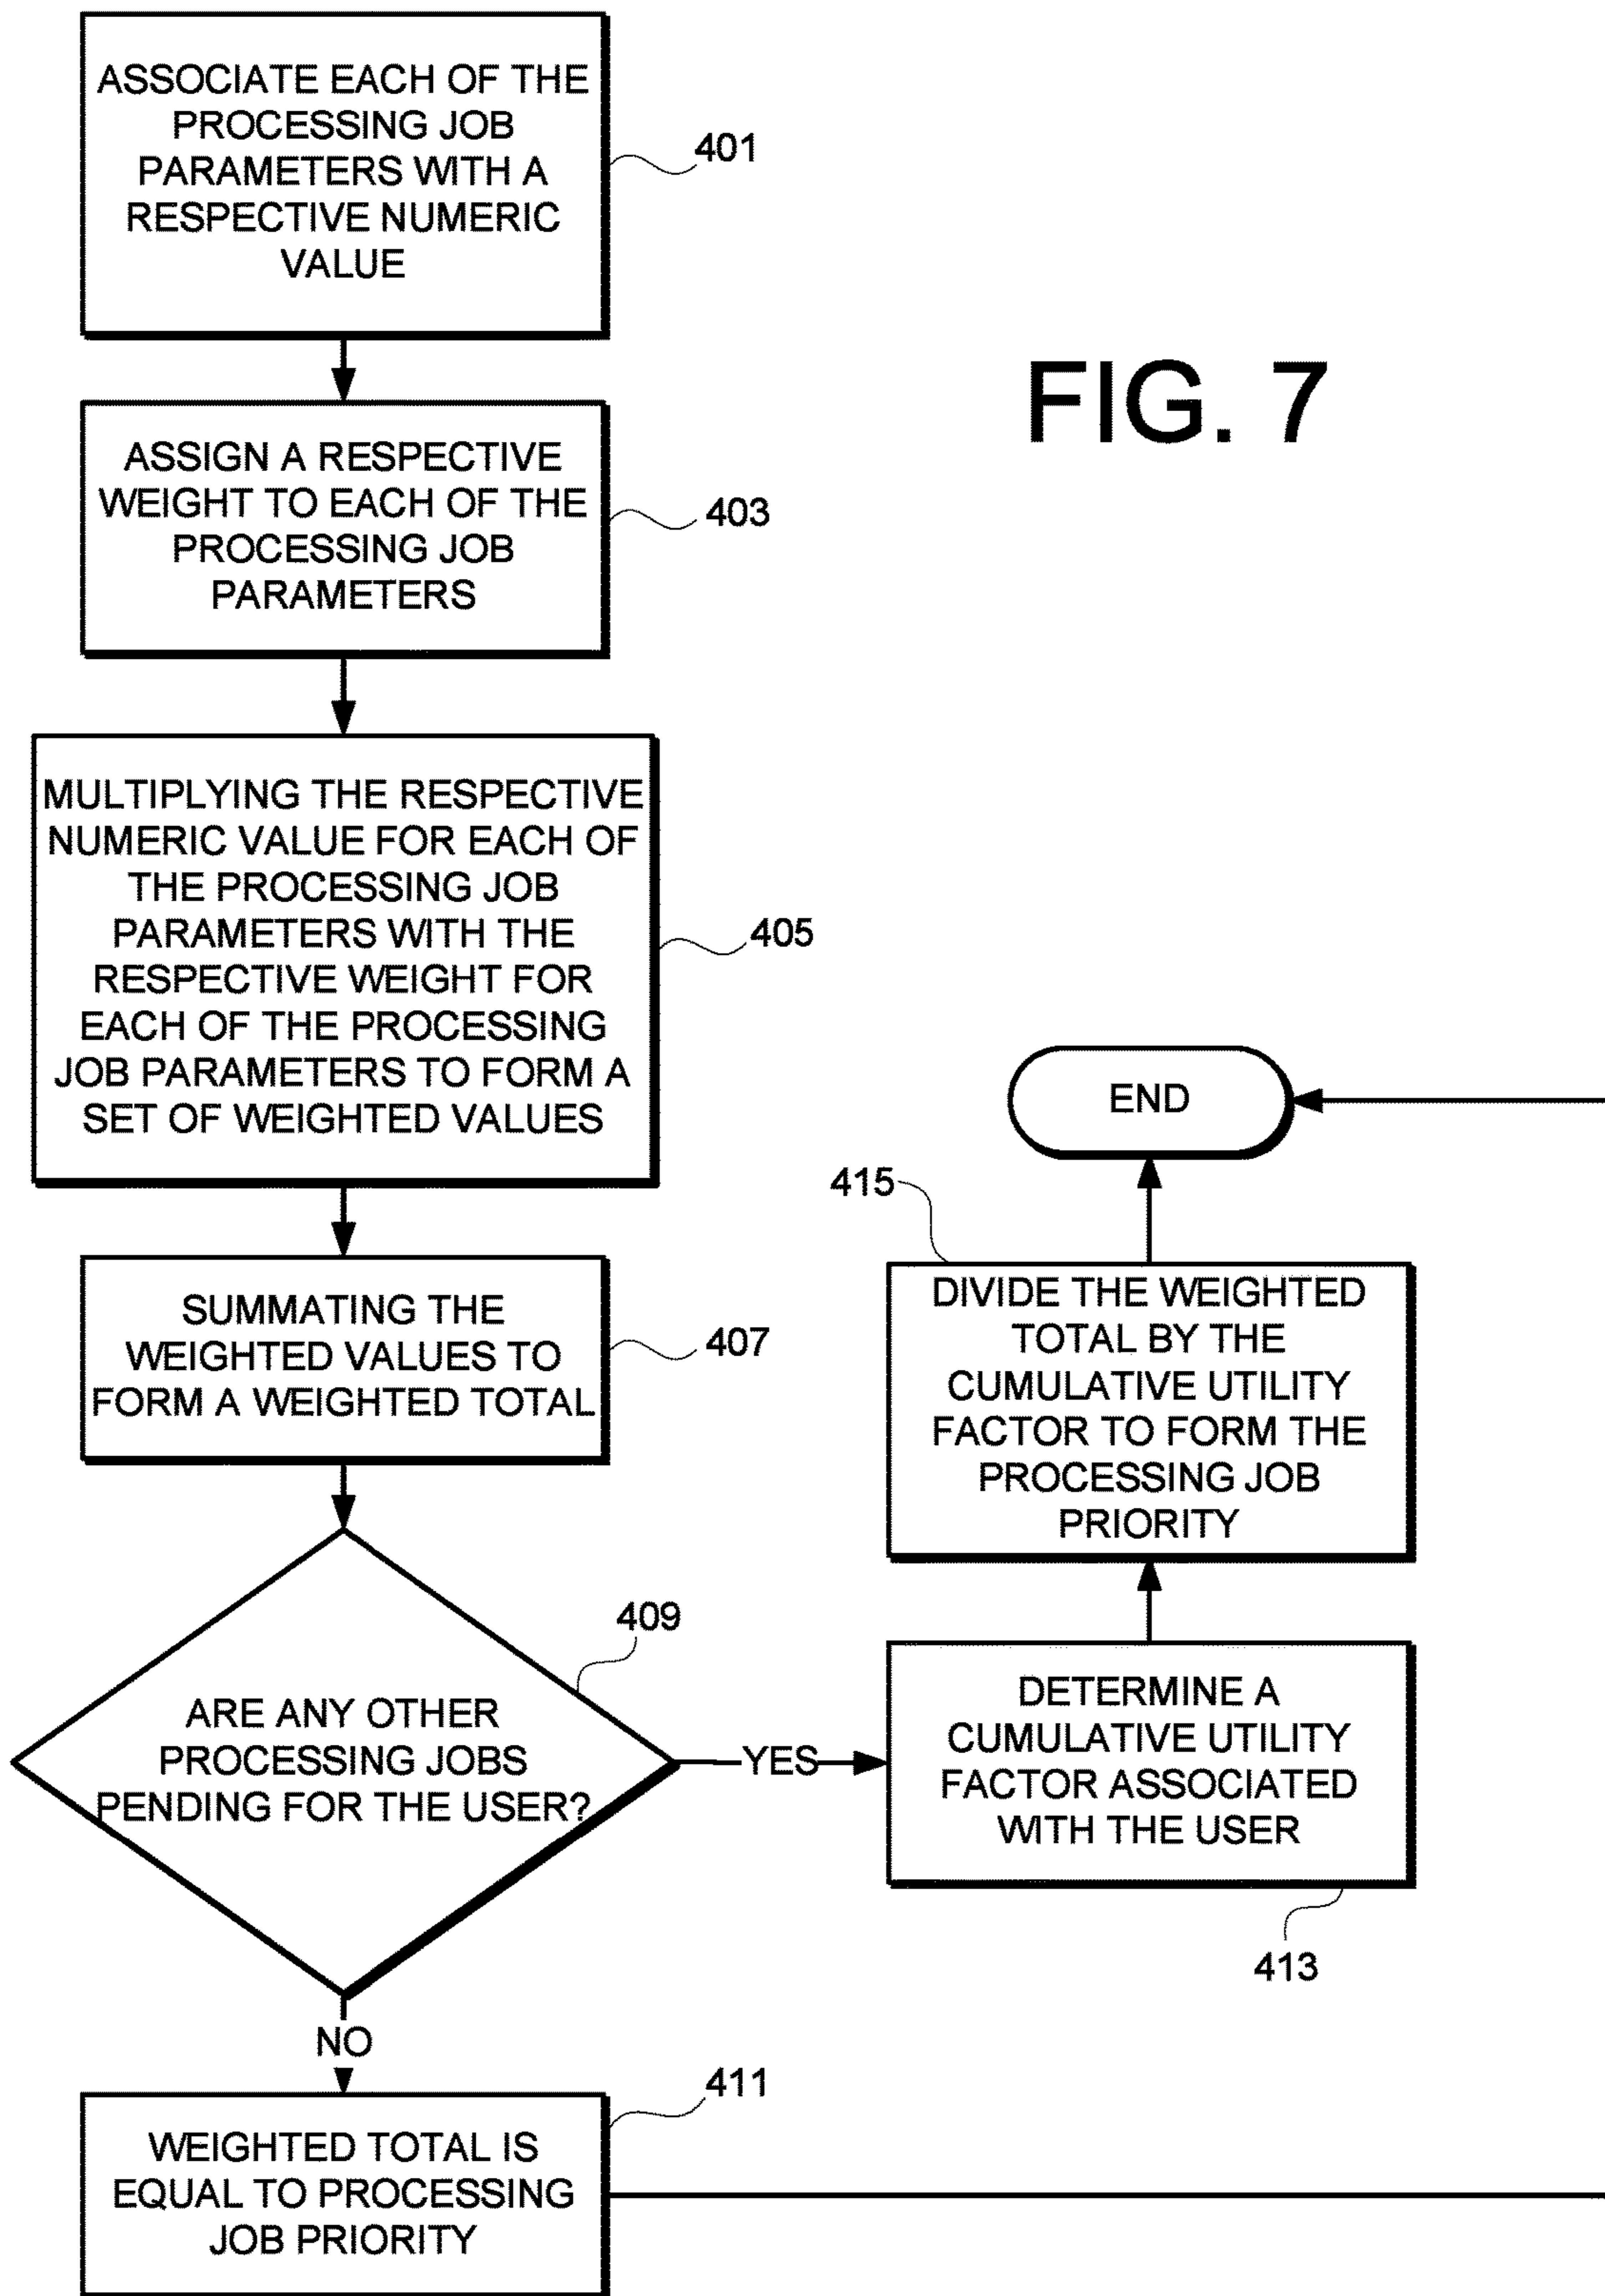 ASSOCIATE EACH OF THE
PROCESSING JOB
PARAMETERS WITH A
RESPECTIVE NUMERIC
VALUE
401
FIG. 7
ASSIGN A RESPECTIVE
WEIGHT TO EACH OF THE
PROCESSING JOB
PARAMETERS
403
MULTIPLYING THE RESPECTIVE
NUMERIC VALUE FOR EACH OF
THE PROCESSING JOB
PARAMETERS WITH THE
RESPECTIVE WEIGHT FOR
EACH OF THE PROCESSING
JOB PARAMETERS TO FORM A
SET OF WEIGHTED VALUES
405
SUMMATING THE
WEIGHTED VALUES TO
FORM A WEIGHTED TOTAL
407
ARE ANY OTHER
PROCESSING JOBS
PENDING FOR THE USER?
409
NO
WEIGHTED TOTAL IS
EQUAL TO PROCESSING
JOB PRIORITY
411
YES
DETERMINE A
CUMULATIVE UTILITY
FACTOR ASSOCIATED
WITH THE USER
413
DIVIDE THE WEIGHTED
TOTAL BY THE
CUMULATIVE UTILITY
FACTOR TO FORM THE
PROCESSING JOB
PRIORITY
415
END